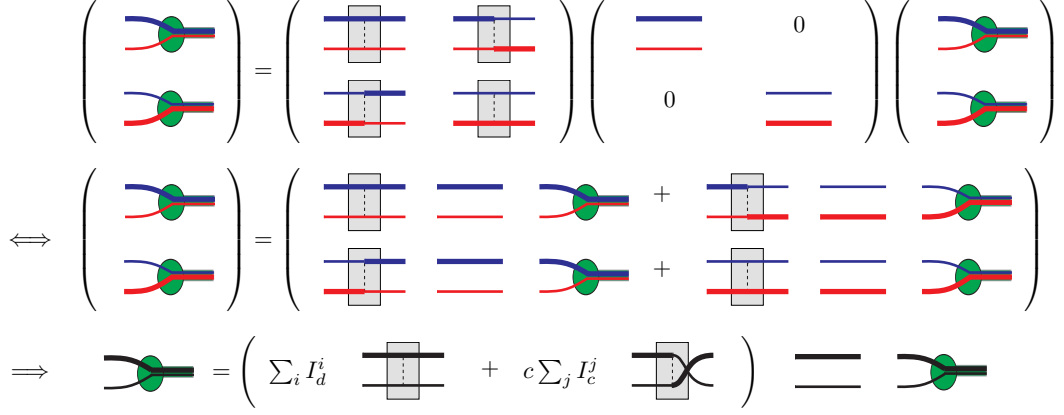 = 0 0
⟺ = + +
⟹ = ( ∑_i I_d^i + c ∑_j I_c^j )